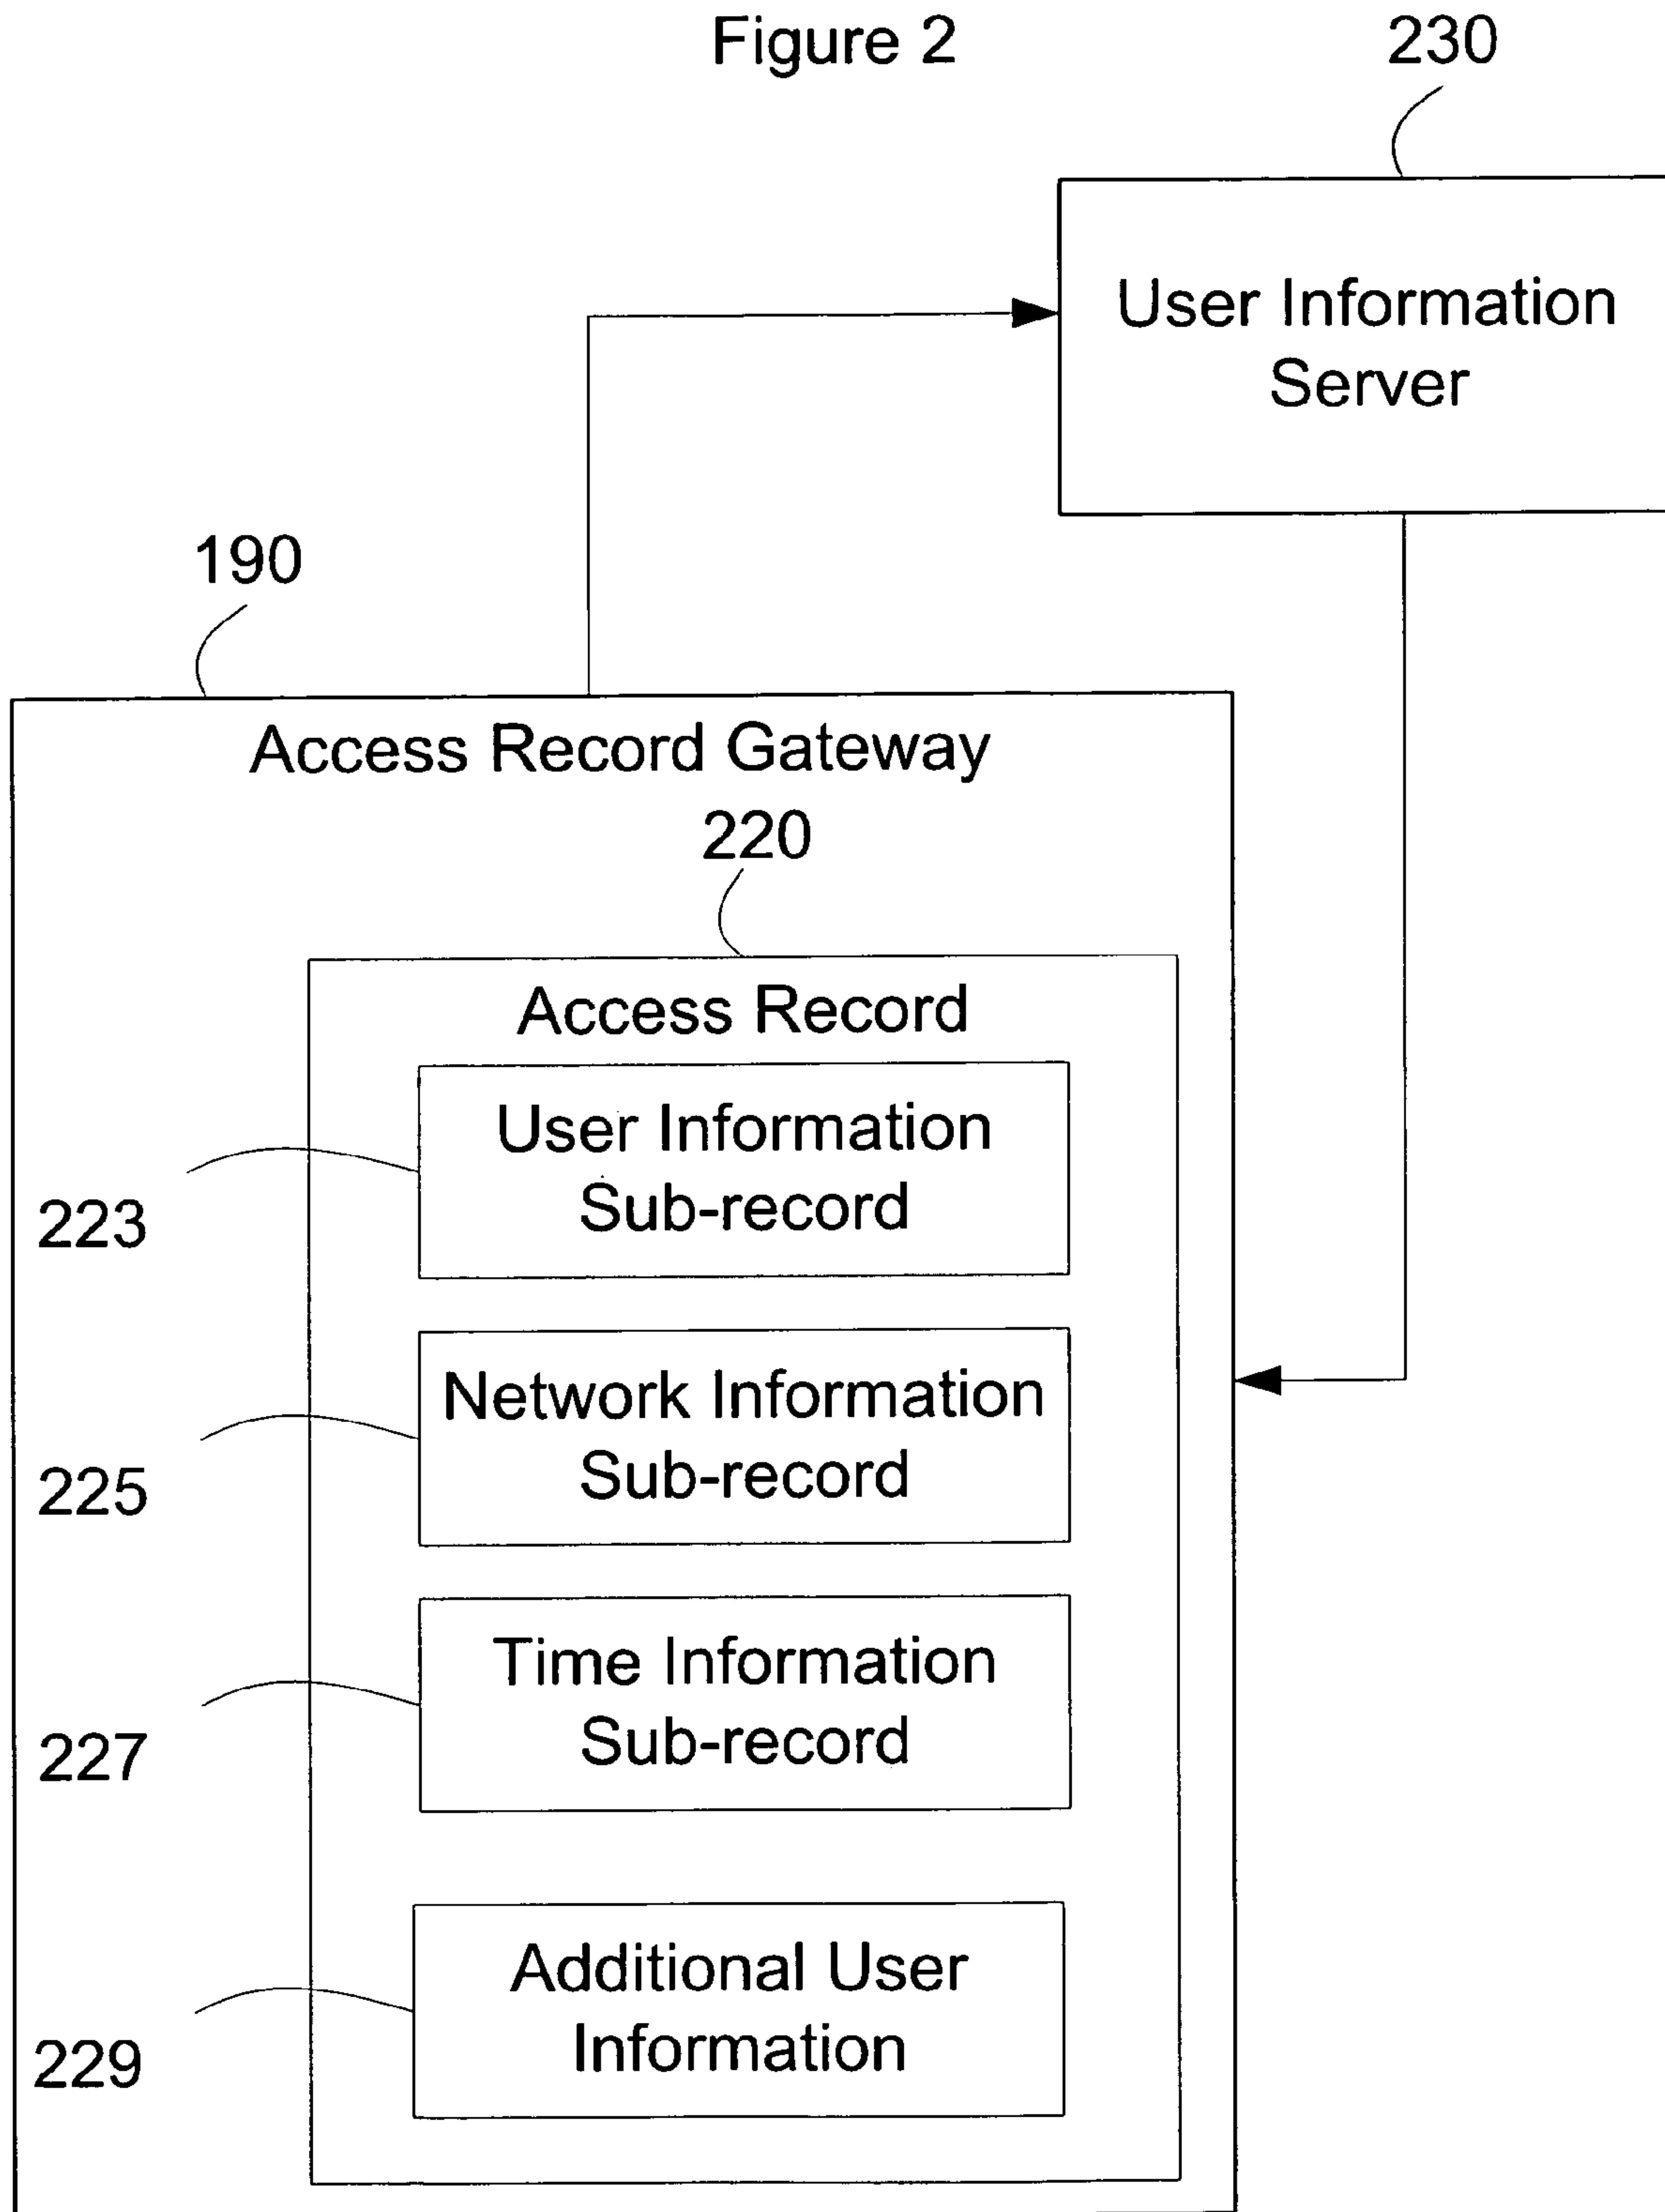 Figure 2
230
User Information
Server
190
Access Record Gateway
220
Access Record
User Information
Sub-record
223
Network Information
Sub-record
225
Time Information
Sub-record
227
Additional User
Information
229